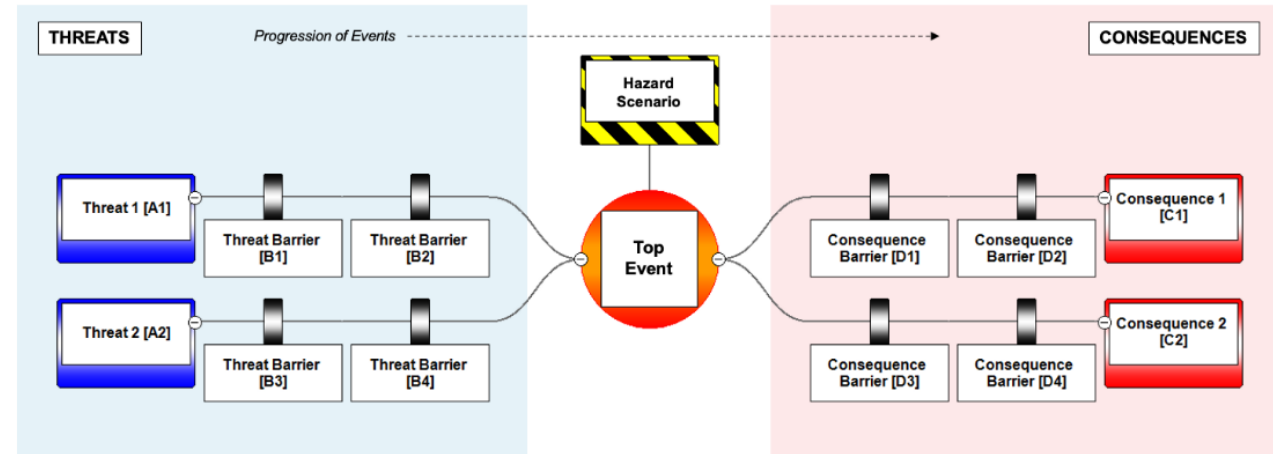 THREATS
Progression of Events
CONSEQUENCES
Hazard
Scenario
Threat 1 [A1]
Threat Barrier
[B1]
Threat Barrier
[B2]
Top
Event
Consequence
Barrier [D1]
Consequence
Barrier [D2]
Consequence 1
[C1]
Threat 2 [A2]
Threat Barrier
[B3]
Threat Barrier
[B4]
Consequence
Barrier [D3]
Consequence
Barrier [D4]
Consequence 2
[C2]